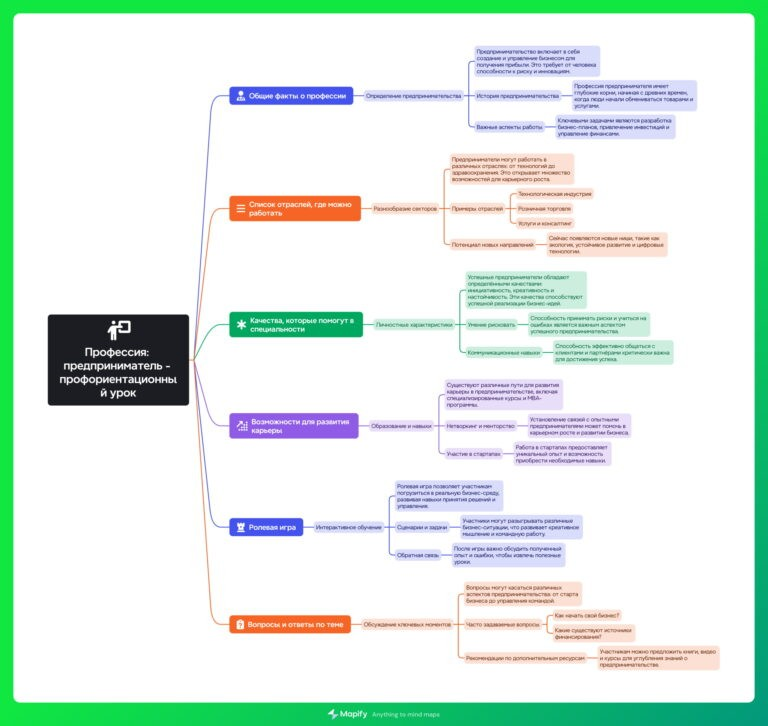 Профессия:
предприниматель -
профориентационны
й урок
Общие факты о профессии
Определение предпринимательства
Предпринимательство включает в себя
создание и управление бизнесом для
получения прибыли. Это требует от человека
способности к риску и инновациям.
История предпринимательства
Профессия предпринимателя имеет
глубокие корни, начиная с древних времен,
когда люди начали обмениваться товарами и
услугами.
Важные аспекты работы
Ключевыми задачами являются разработка
бизнес-планов, привлечение инвестиций и
управление финансами.
Список отраслей, где можно
работать
Разнообразие секторов
Предприниматели могут работать в
различных отраслях: от технологий до
здравоохранения. Это открывает множество
возможностей для карьерного роста.
Примеры отраслей
Технологическая индустрия
Розничная торговля
Услуги и консалтинг
Потенциал новых направлений
Сейчас появляются новые ниши, такие как
экология, устойчивое развитие и цифровые
технологии.
Качества, которые помогут в
специальности
Личностные характеристики
Успешные предприниматели обладают
определёнными качествами:
инициативность, креативность и
настойчивость. Эти качества способствуют
успешной реализации бизнес-идей.
Умение рисковать
Способность принимать риски и учиться на
ошибках является важным аспектом
успешного предпринимательства.
Коммуникационные навыки
Способность эффективно общаться с
клиентами и партнёрами критически важна
для достижения успеха.
Возможности для развития
карьеры
Образование и навыки
Существуют различные пути для развития
карьеры в предпринимательстве, включая
специализированные курсы и MBA-
программы.
Нетворкинг и менторство
Установление связей с опытными
предпринимателями может помочь в
карьерном росте и развитии бизнеса.
Участие в стартапах
Работа в стартапах предоставляет
уникальный опыт и возможность
приобрести необходимые навыки.
Ролевая игра
Интерактивное обучение
Ролевая игра позволяет участникам
погрузиться в реальную бизнес-среду,
развивая навыки принятия решений и
управления.
Сценарии и задачи
Участники могут разыгрывать различные
бизнес-ситуации, что развивает креативное
мышление и командную работу.
Обратная связь
После игры важно обсудить полученный
опыт и ошибки, чтобы извлечь полезные
уроки.
Вопросы и ответы по теме
Обсуждение ключевых моментов
Вопросы могут касаться различных
аспектов предпринимательства: от старта
бизнеса до управления командой.
Часто задаваемые вопросы
Как начать свой бизнес?
Какие существуют источники
финансирования?
Рекомендации по дополнительным ресурсам
Участникам можно предложить книги, видео
и курсы для углубления знаний о
предпринимательстве.
Mapify Anything to mind maps